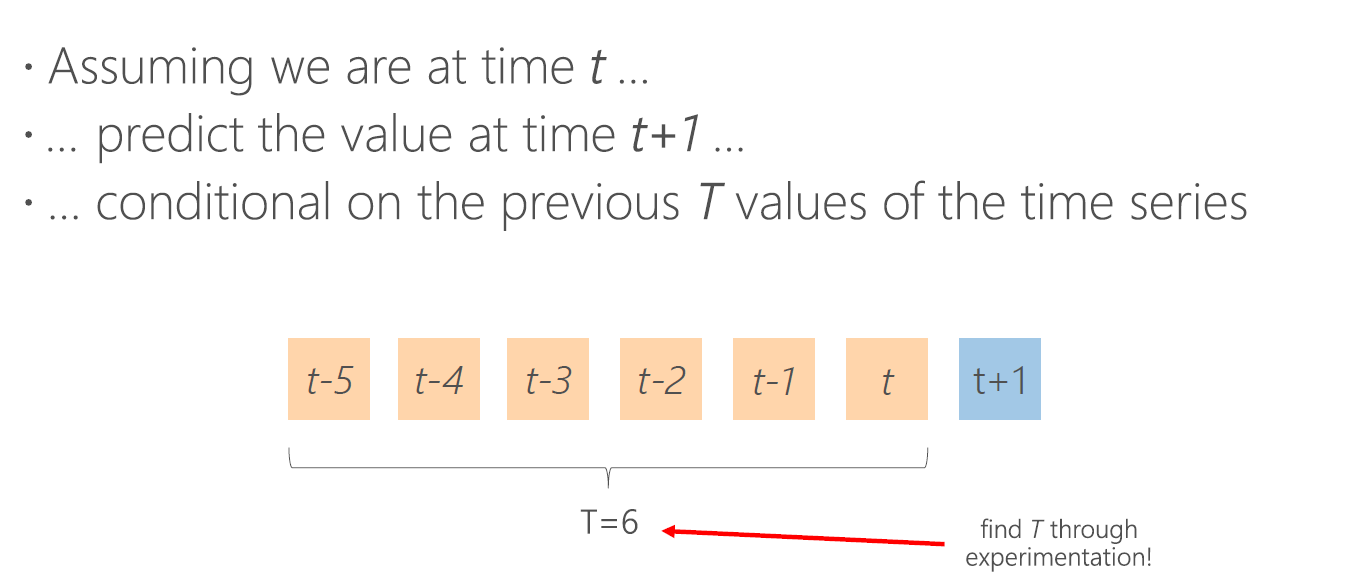 · Assuming we are at time t ...
· ... predict the value at time t+1 ...
· ... conditional on the previous T values of the time series
t-5 t-4 t-3 t-2 t-1 t t+1
T=6
find T through
experimentation!